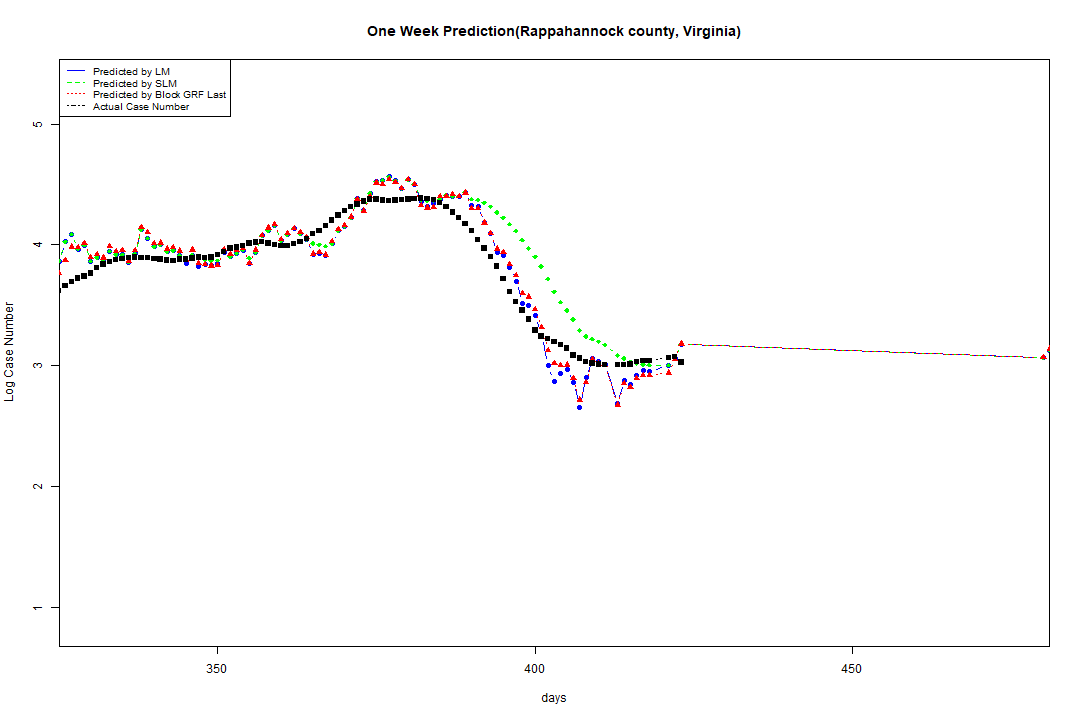 One Week Prediction(Rappahannock county, Virginia)
Predicted by LM
Predicted by SLM
Predicted by Block GRF Last
Actual Case Number
5
4
3
2
1
Log Case Number
350 400 450
days